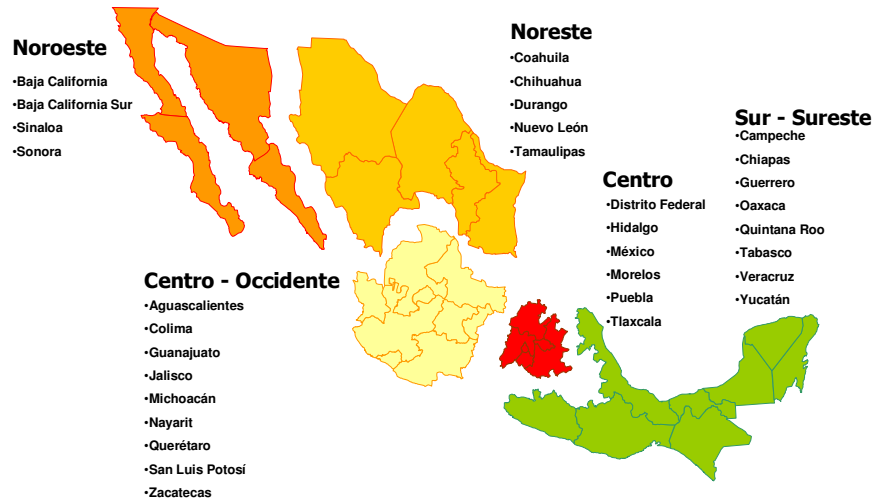 Noroeste
•Baja California
•Baja California Sur
•Sinaloa
•Sonora
Noreste
•Coahuila
•Chihuahua
•Durango
•Nuevo León
•Tamaulipas
Sur - Sureste
•Campeche
•Chiapas
•Guerrero
•Oaxaca
•Quintana Roo
•Tabasco
•Veracruz
•Yucatán
Centro
•Distrito Federal
•Hidalgo
•México
•Morelos
•Puebla
•Tlaxcala
Centro - Occidente
•Aguascalientes
•Colima
•Guanajuato
•Jalisco
•Michoacán
•Nayarit
•Querétaro
•San Luis Potosí
•Zacatecas